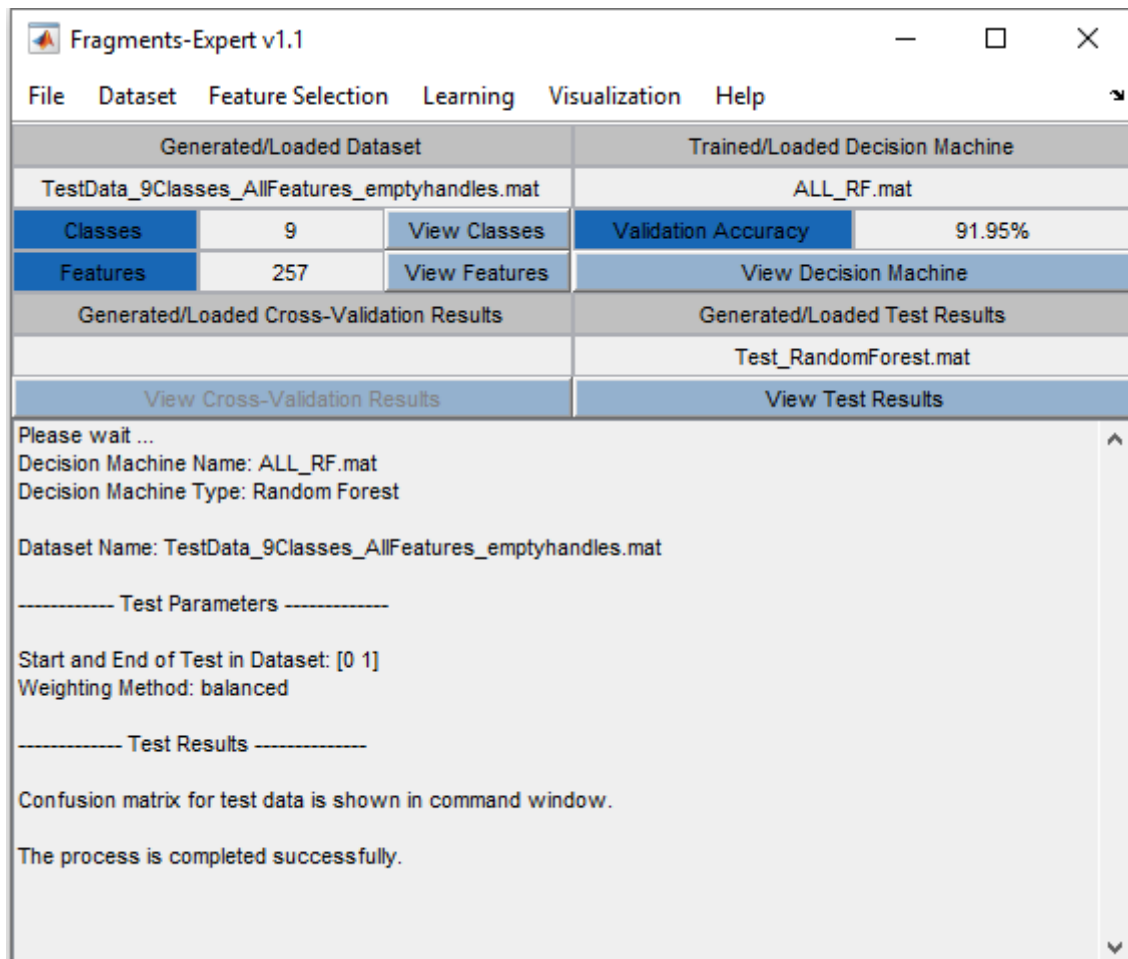 Fragments-Expert v1.1
File Dataset Feature Selection Learning Visualization Help
Generated/Loaded Dataset Trained/Loaded Decision Machine
TestData_9Classes_AllFeatures_emptyhandles.mat ALL_RF.mat
Classes 9 View Classes Validation Accuracy 91.95%
Features 257 View Features View Decision Machine
Generated/Loaded Cross-Validation Results Generated/Loaded Test Results
Test_RandomForest.mat
View Cross-Validation Results View Test Results
Please wait ...
Decision Machine Name: ALL_RF.mat
Decision Machine Type: Random Forest
Dataset Name: TestData_9Classes_AllFeatures_emptyhandles.mat
------------ Test Parameters -------------
Start and End of Test in Dataset: [0 1]
Weighting Method: balanced
------------- Test Results --------------
Confusion matrix for test data is shown in command window.
The process is completed successfully.